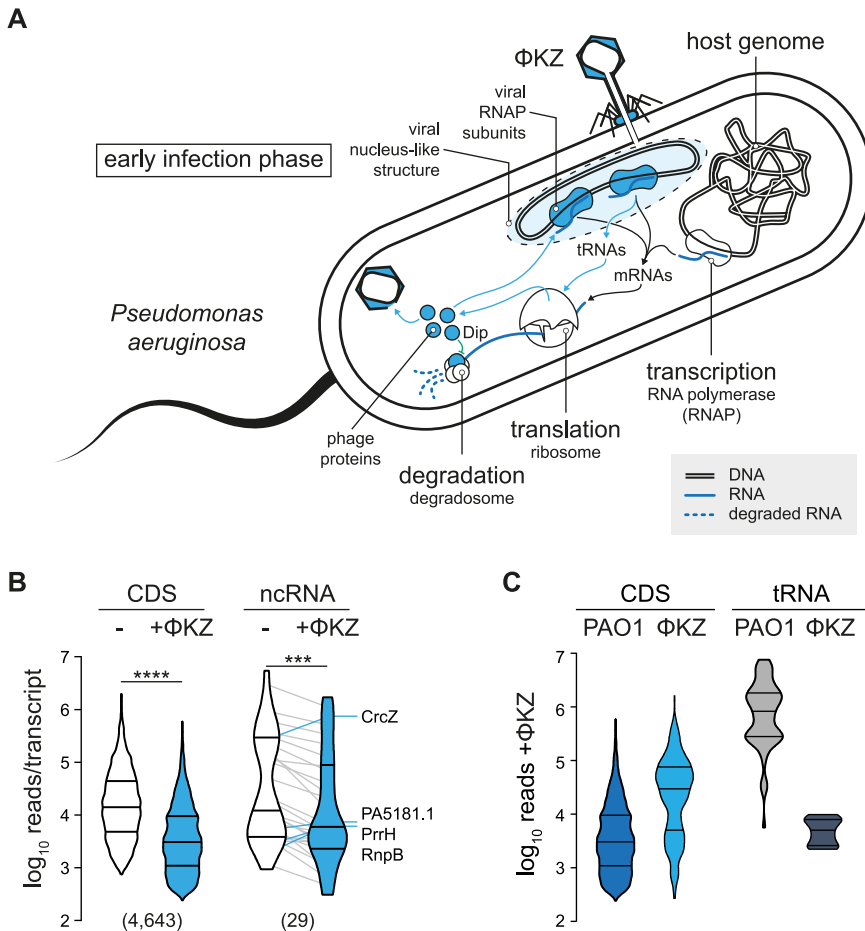 A
host genome
ΦKZ
viral
RNAP
subunits
viral
nucleus-like
structure
early infection phase
tRNAs
mRNAs
Pseudomonas
aeruginosa
Dip
transcription
RNA polymerase
(RNAP)
translation
ribosome
phage
proteins
degradation
degradosome
DNA
RNA
degraded RNA
B
CDS
ncRNA
- +ΦKZ
- +ΦKZ
log10 reads/transcript
7
6
5
4
3
2
****
***
CrcZ
PA5181.1
PrrH
RnpB
(4,643)
(29)
C
CDS
tRNA
PAO1 ΦKZ
PAO1 ΦKZ
log10 reads +ΦKZ
7
6
5
4
3
2